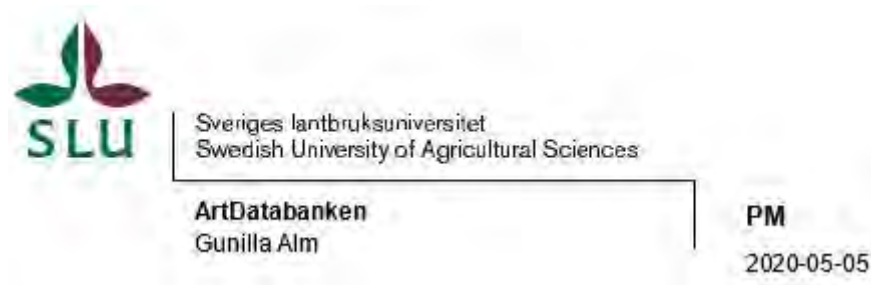 SLU
Sveriges lantbruksuniversitet
Swedish University of Agricultural Sciences
ArtDatabanken
Gunilla Alm
PM
2020-05-05